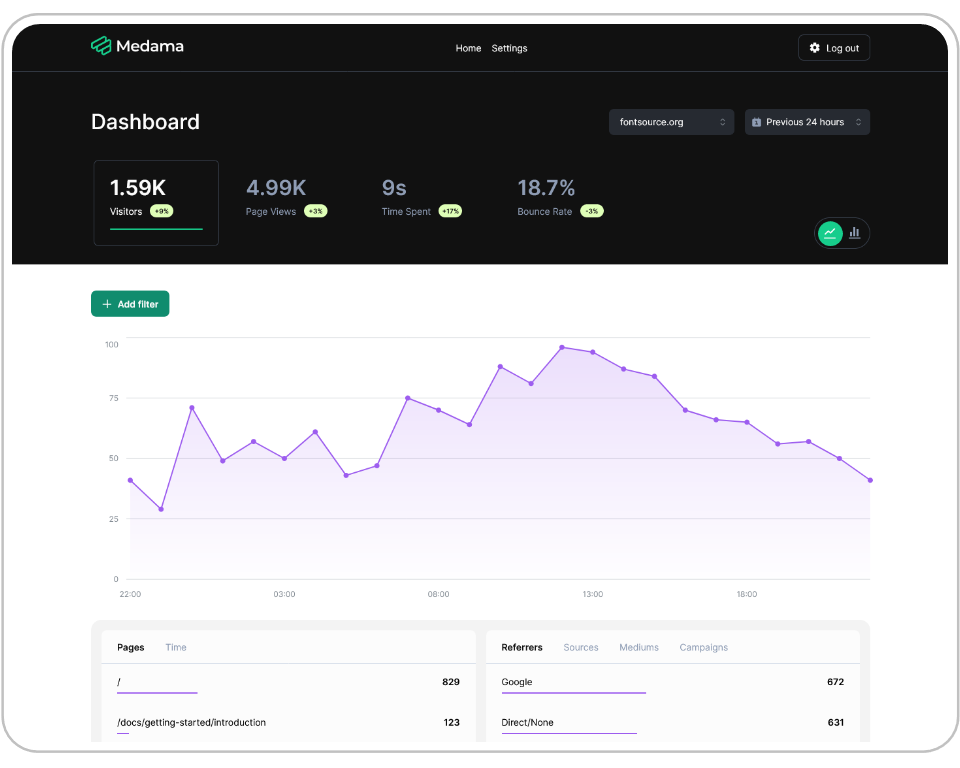 Medama
Home Settings
Log out
Dashboard
fontsource.org
Previous 24 hours
1.59K
Visitors +9%
4.99K
Page Views +3%
9s
Time Spent +17%
18.7%
Bounce Rate -3%
+ Add filter
100
75
50
25
0
22:00 03:00 08:00 13:00 18:00
Pages Time
/ 829
/docs/getting-started/introduction 123
Referrers Sources Mediums Campaigns
Google 672
Direct/None 631